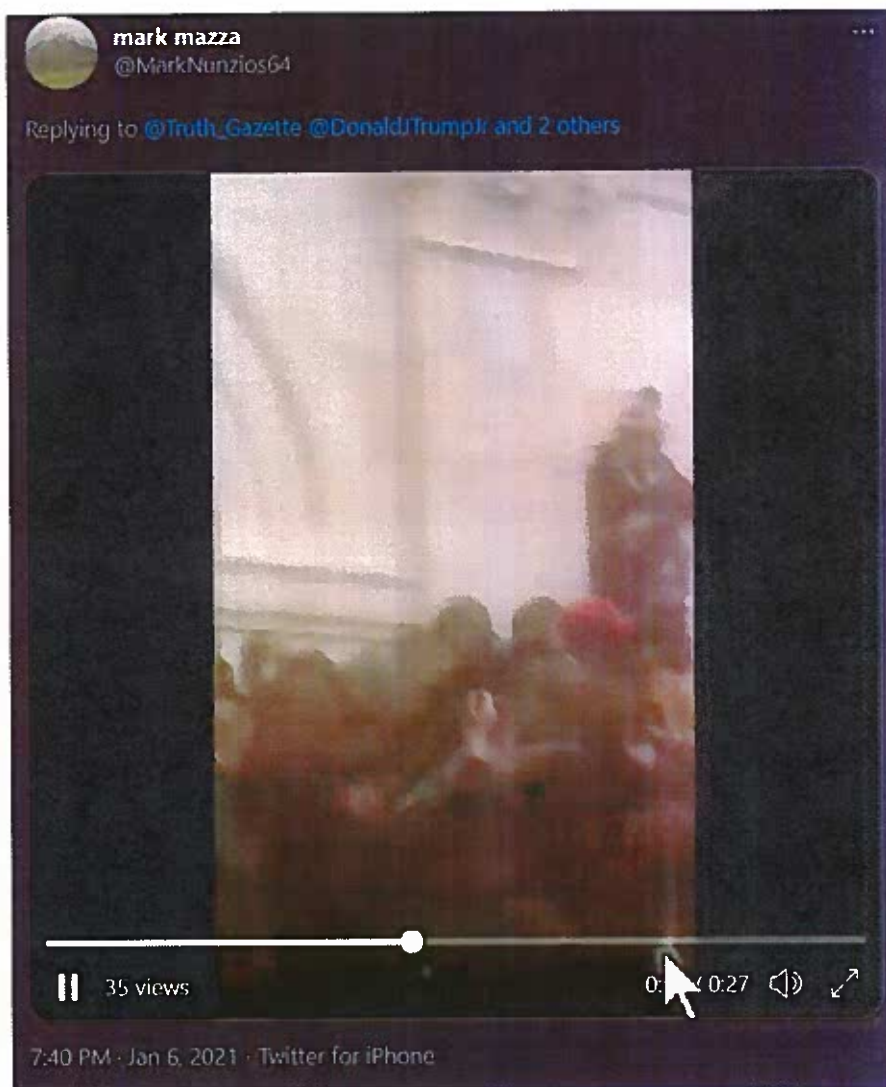 mark mazza
@MarkNunzios64
Replying to @Truth_Gazette @DonaldJTrumpJr and 2 others
35 views
/ 0:27
7:40 PM · Jan 6, 2021 · Twitter for iPhone